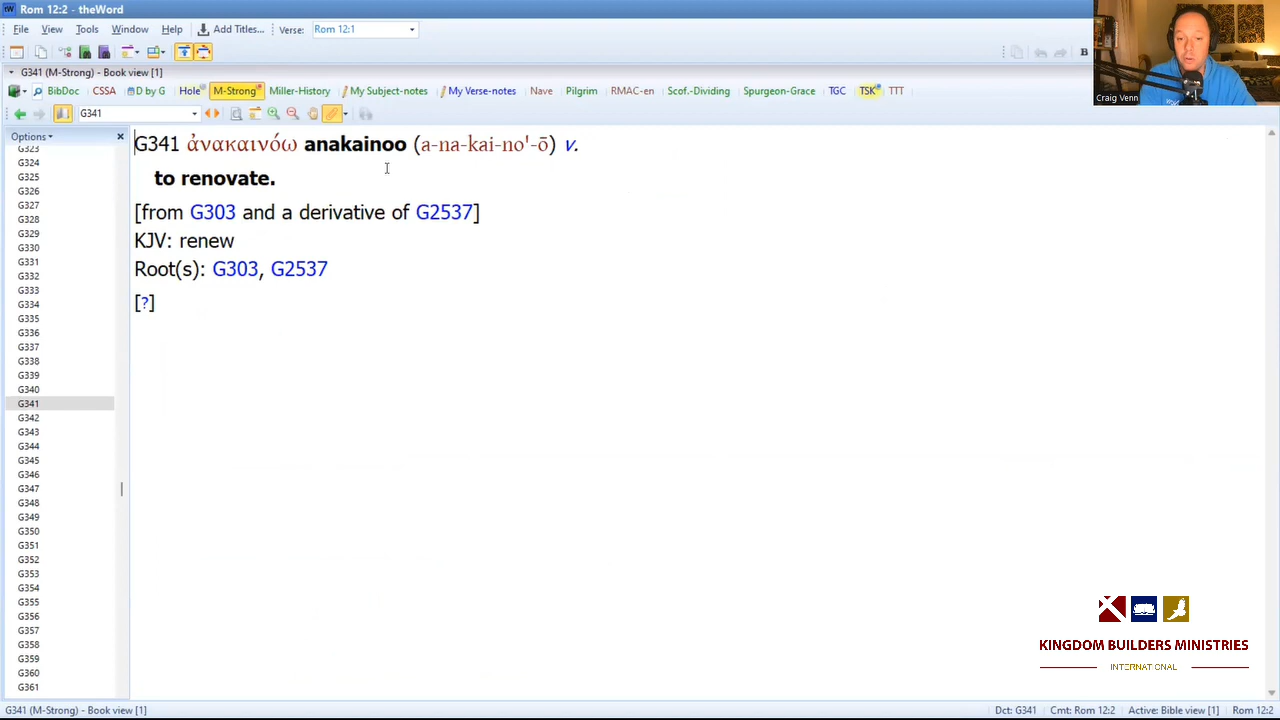 Rom 12:2 - theWord
File View Tools Window Help Add Titles... Verse: Rom 12:1
B
G341 (M-Strong) - Book view [1]
BibDoc CSSA D by G Hole M-Strong Miller-History My Subject-notes My Verse-notes Nave Pilgrim RMAC-en Scof.-Dividing Spurgeon-Grace TGC TSK TTT
G341
Options
G323
G324
G325
G326
G327
G328
G329
G330
G331
G332
G333
G334
G335
G336
G337
G338
G339
G340
G341
G342
G343
G344
G345
G346
G347
G348
G349
G350
G351
G352
G353
G354
G355
G356
G357
G358
G359
G360
G361
G341 ἀνακαινόω anakainoo (a-na-kai-no'-ō) v.
to renovate.
[from G303 and a derivative of G2537]
KJV: renew
Root(s): G303, G2537
[?]
Craig Venn
KINGDOM BUILDERS MINISTRIES
INTERNATIONAL
G341 (M-Strong) - Book view [1] Dct: G341 Cmt: Rom 12:2 Active: Bible view [1] Rom 12:2